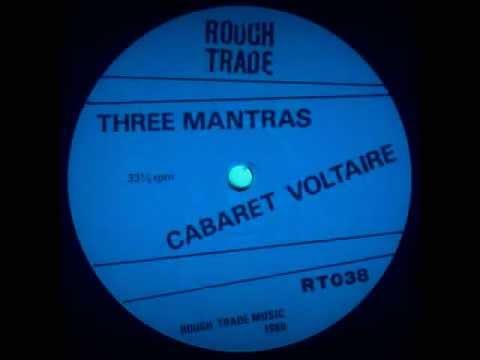 ROUGH
TRADE
THREE MANTRAS
33⅓ rpm
CABARET VOLTAIRE
RT038
ROUGH TRADE MUSIC
1980